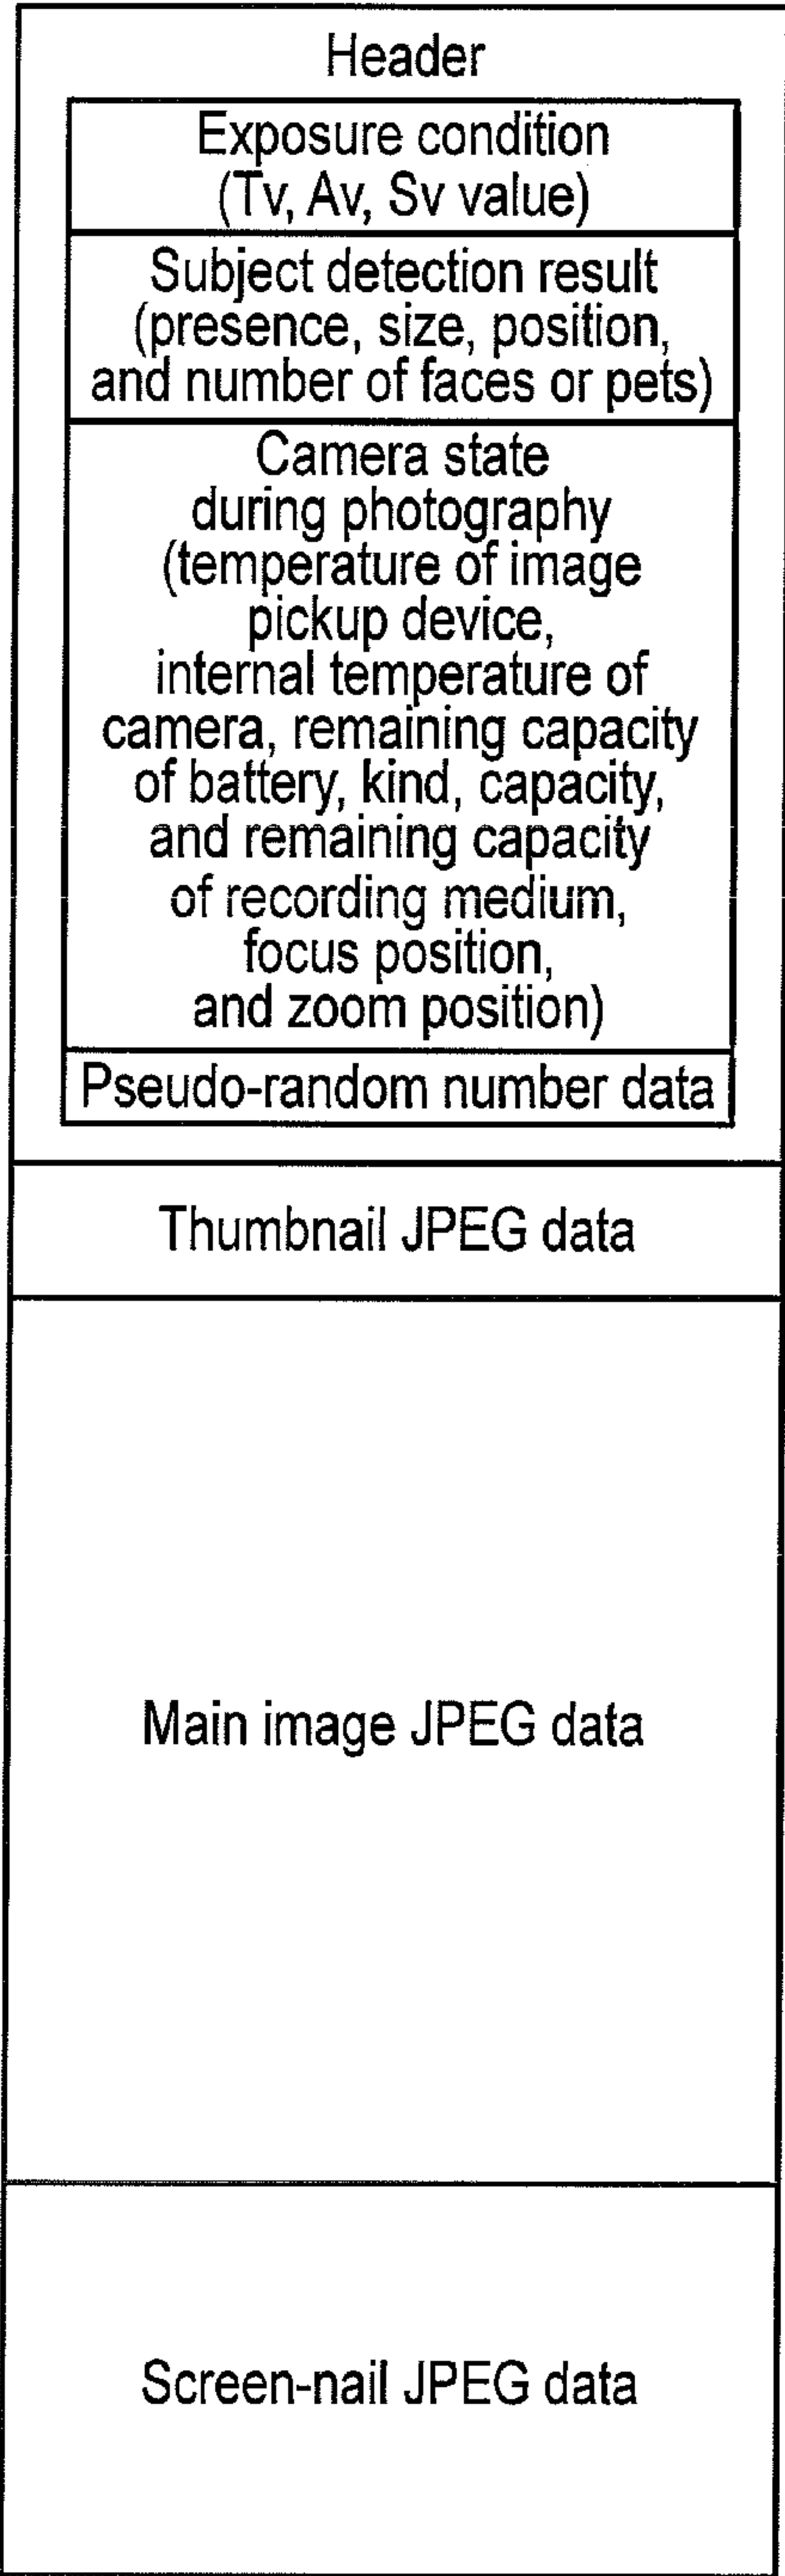 Header
Exposure condition
(Tv, Av, Sv value)
Subject detection result
(presence, size, position,
and number of faces or pets)
Camera state
during photography
(temperature of image
pickup device,
internal temperature of
camera, remaining capacity
of battery, kind, capacity,
and remaining capacity
of recording medium,
focus position,
and zoom position)
Pseudo-random number data
Thumbnail JPEG data
Main image JPEG data
Screen-nail JPEG data